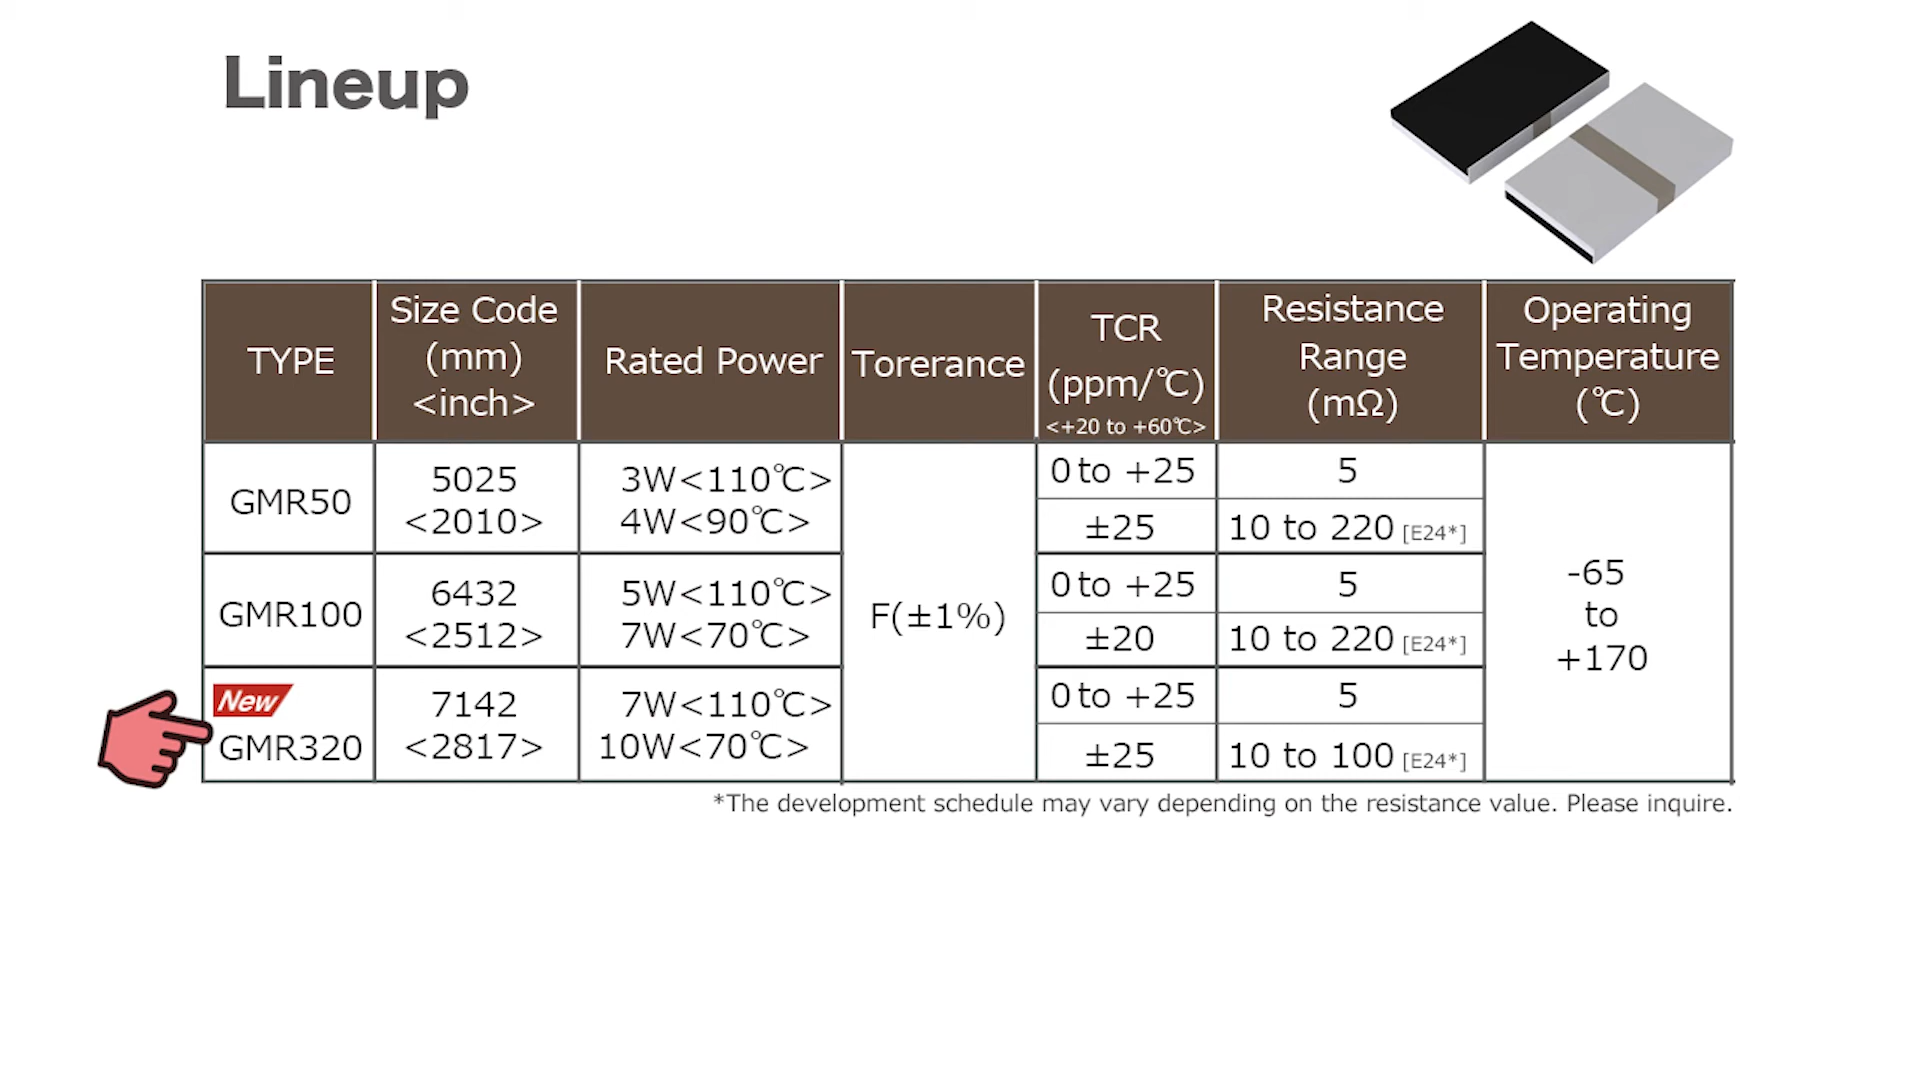 Lineup
TYPE
Size Code
(mm)
<inch>
Rated Power
Torerance
TCR
(ppm/℃)
<+20 to +60℃>
Resistance
Range
(mΩ)
Operating
Temperature
(℃)
GMR50
5025
<2010>
3W<110℃>
4W<90℃>
0 to +25
5
±25
10 to 220 [E24*]
GMR100
6432
<2512>
5W<110℃>
7W<70℃>
F(±1%)
0 to +25
5
±20
10 to 220 [E24*]
-65
to
+170
New
GMR320
7142
<2817>
7W<110℃>
10W<70℃>
0 to +25
5
±25
10 to 100 [E24*]
*The development schedule may vary depending on the resistance value. Please inquire.